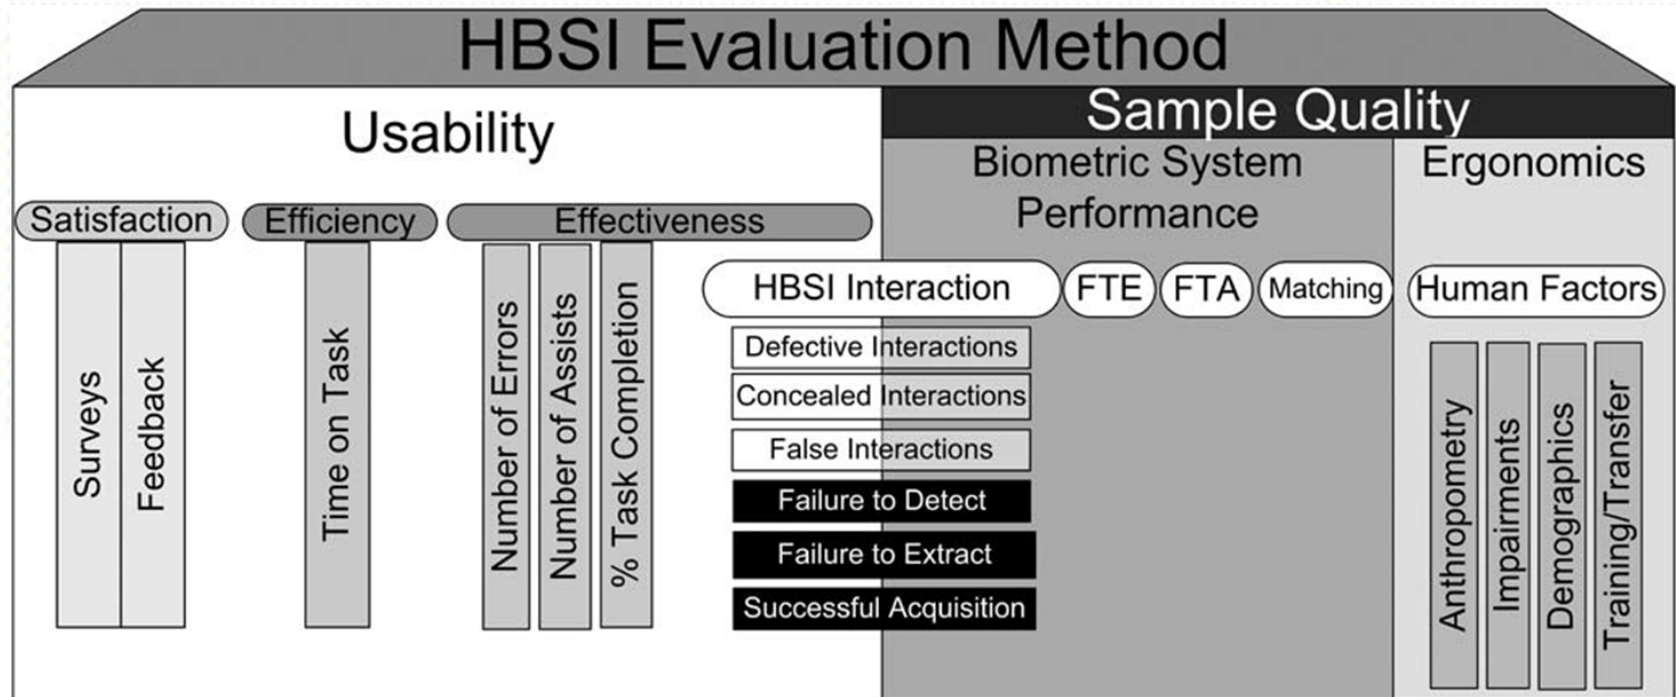 HBSI Evaluation Method
Usability
Sample Quality
Biometric System
Performance
Ergonomics
Satisfaction
Efficiency
Effectiveness
HBSI Interaction
FTE
FTA
Matching
Human Factors
Surveys
Feedback
Time on Task
Number of Errors
Number of Assists
% Task Completion
Defective Interactions
Concealed Interactions
False Interactions
Failure to Detect
Failure to Extract
Successful Acquisition
Anthropometry
Impairments
Demographics
Training/Transfer